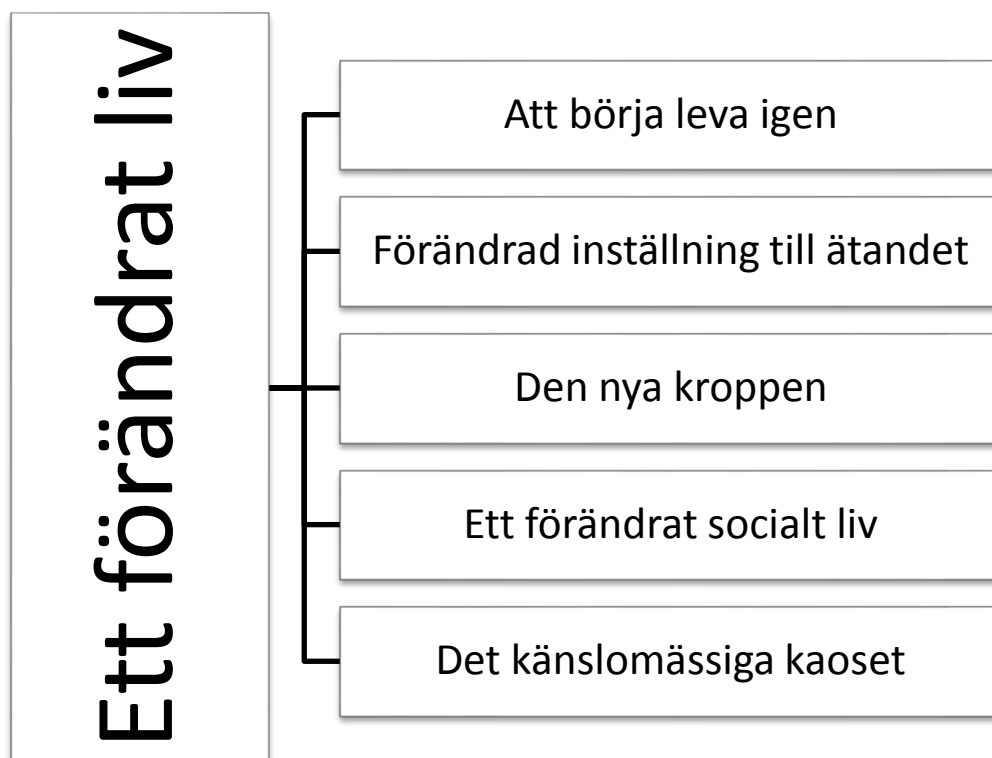 Ett förändrat liv
Att börja leva igen
Förändrad inställning till ätandet
Den nya kroppen
Ett förändrat socialt liv
Det känslomässiga kaoset